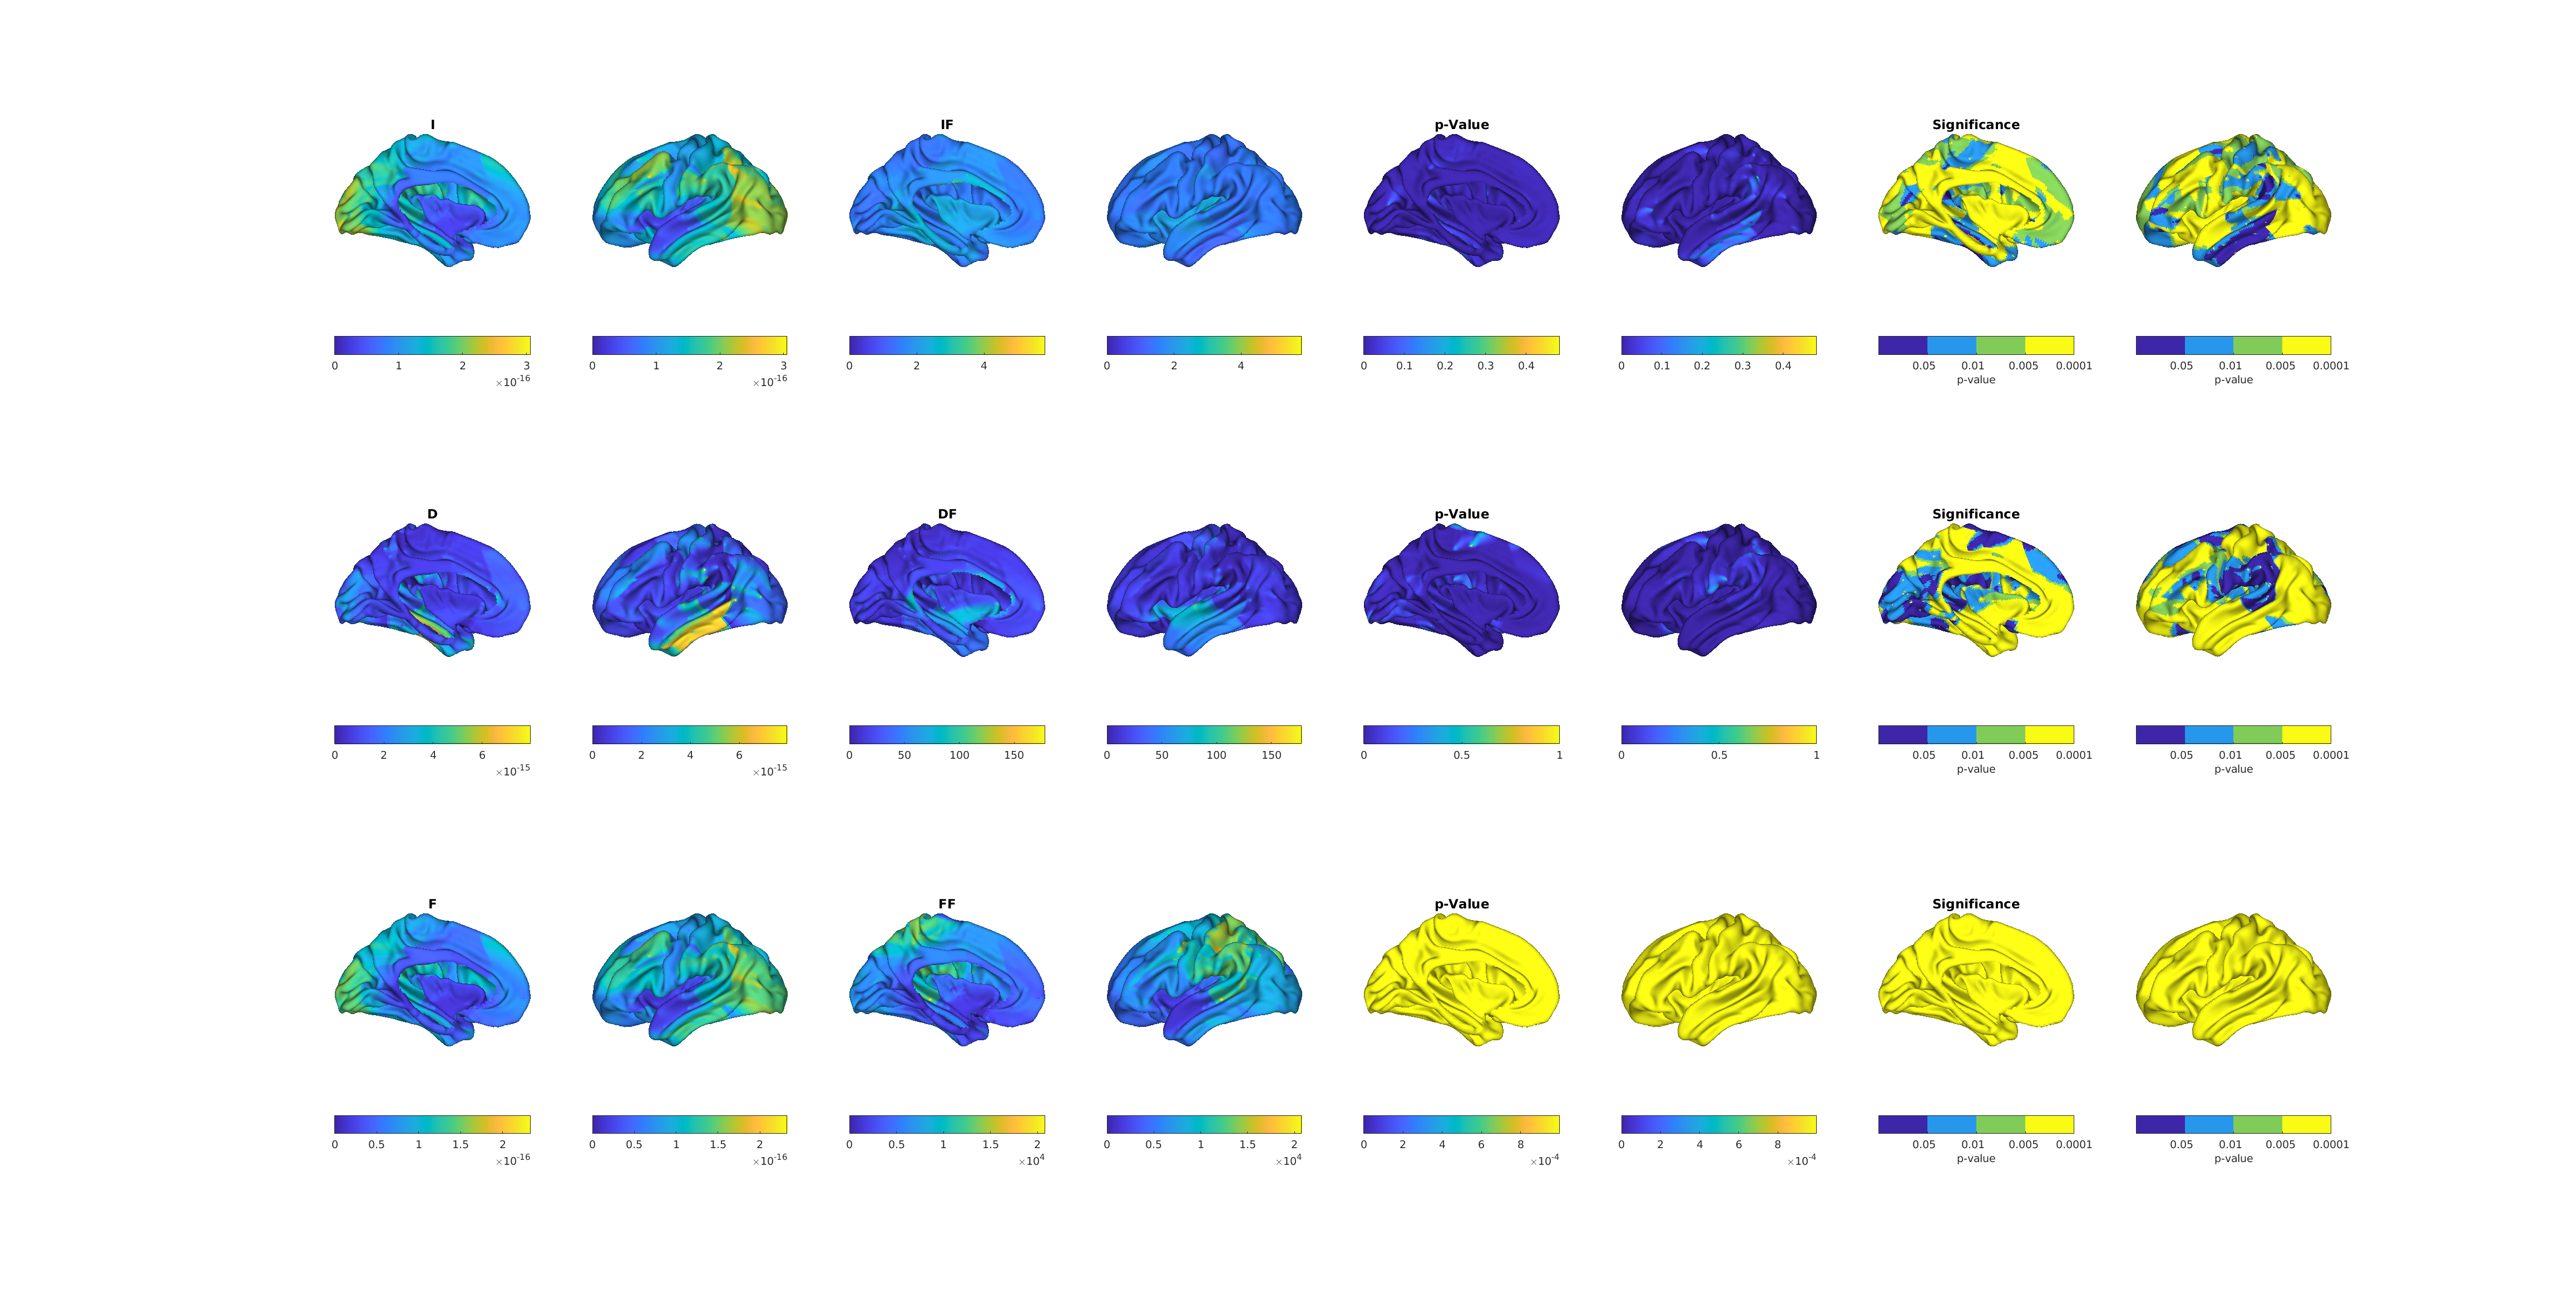 I IF p-Value Significance
0 1 2 3 0 1 2 3 0 2 4 0 2 4 0 0.1 0.2 0.3 0.4 0 0.1 0.2 0.3 0.4 0.05 0.01 0.005 0.0001 0.05 0.01 0.005 0.0001
×10-16 ×10-16 p-value p-value
D DF p-Value Significance
0 2 4 6 0 2 4 6 0 50 100 150 0 50 100 150 0 0.5 1 0 0.5 1 0.05 0.01 0.005 0.0001 0.05 0.01 0.005 0.0001
×10-15 ×10-15 p-value p-value
F FF p-Value Significance
0 0.5 1 1.5 2 0 0.5 1 1.5 2 0 0.5 1 1.5 2 0 0.5 1 1.5 2 0 2 4 6 8 0 2 4 6 8 0.05 0.01 0.005 0.0001 0.05 0.01 0.005 0.0001
×10-16 ×10-16 ×104 ×104 ×10-4 ×10-4 p-value p-value